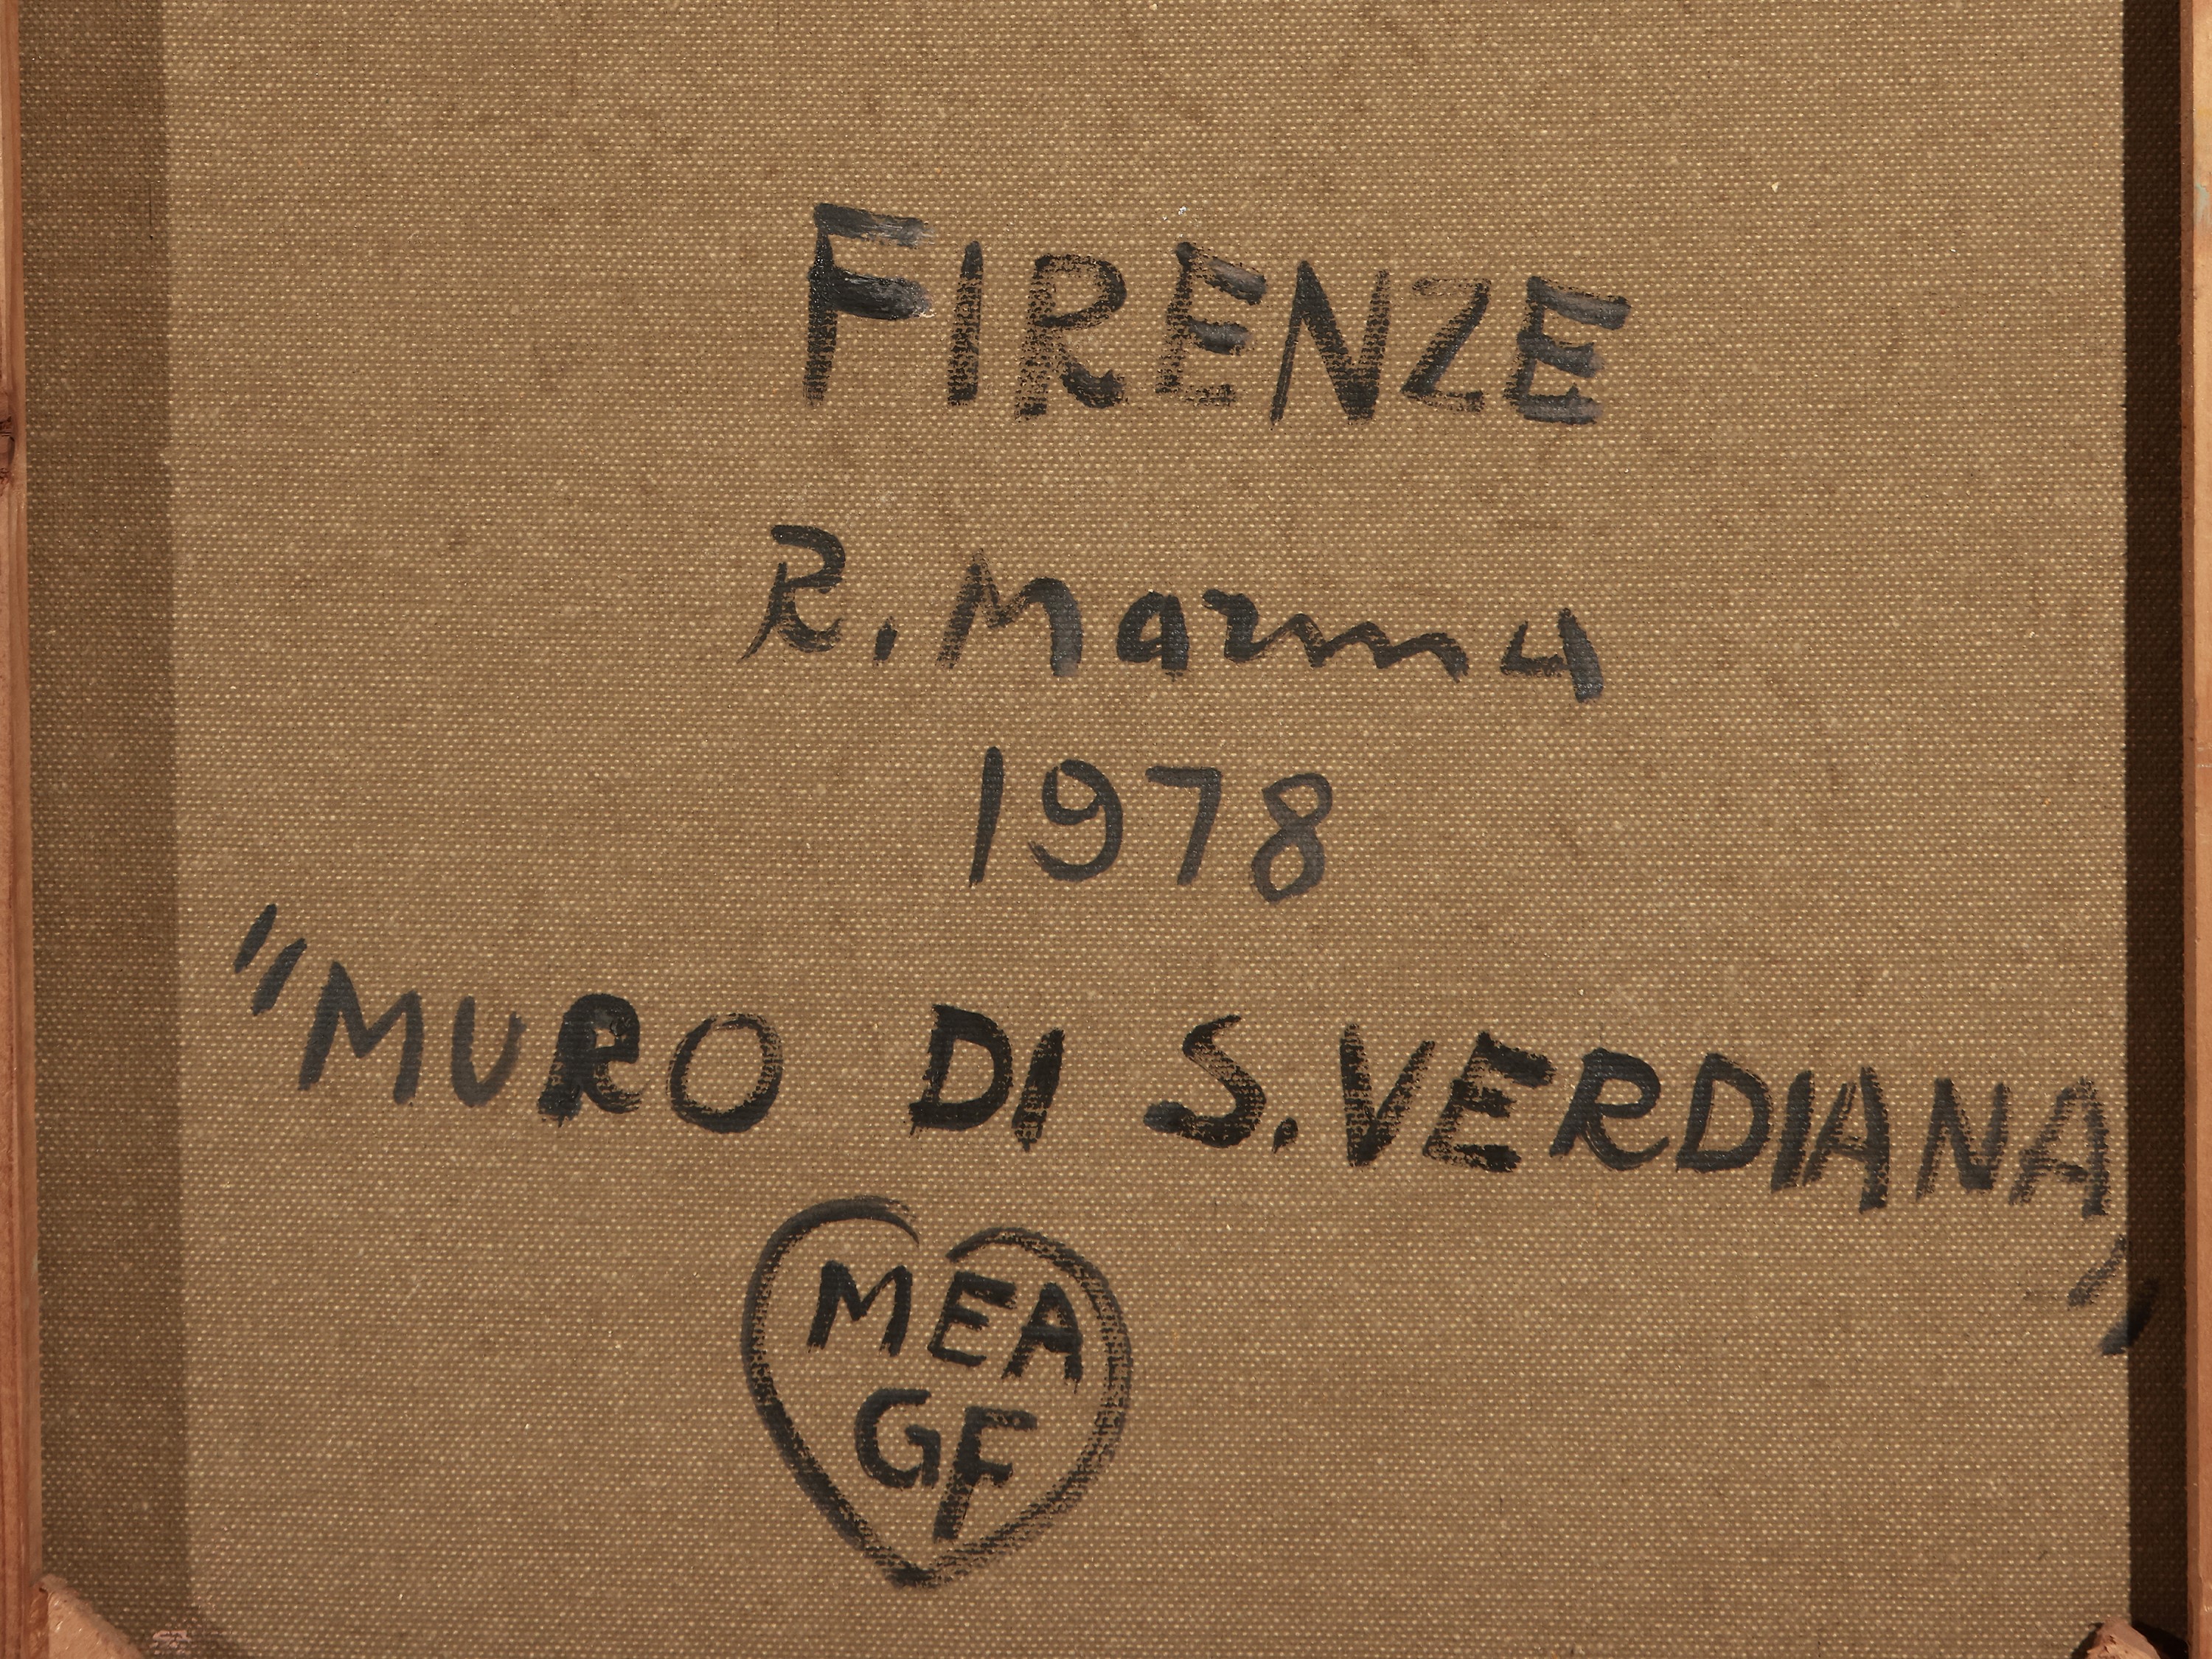 FIRENZE
R. Marma
1978
"MURO DI S. VERDIANA"
MEA
GF